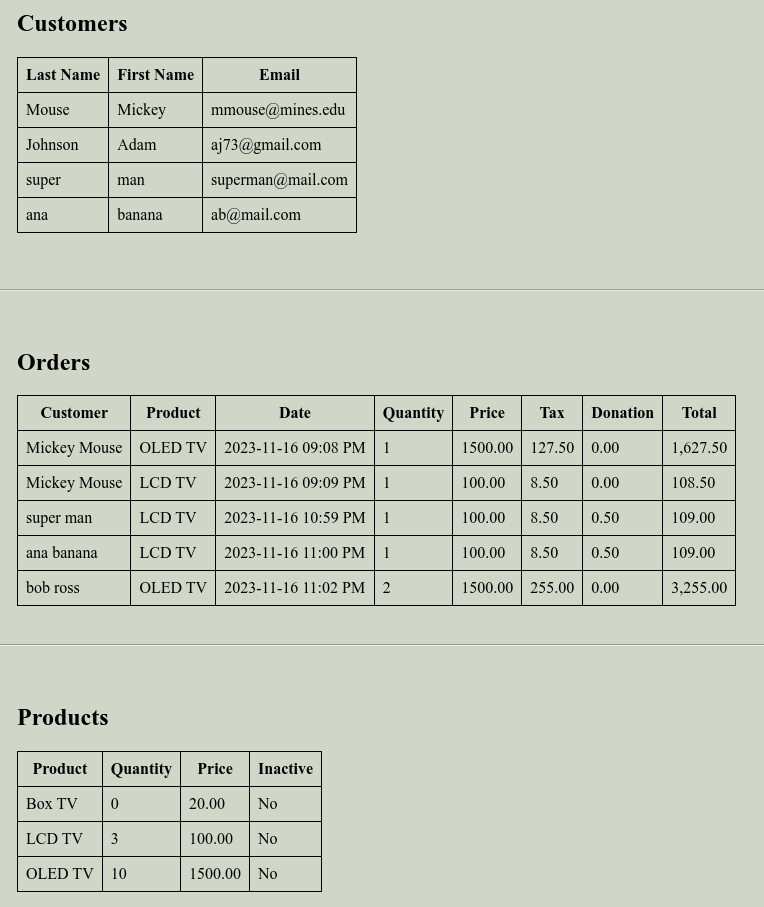 Customers
Last Name First Name Email
Mouse Mickey mmouse@mines.edu
Johnson Adam aj73@gmail.com
super man superman@mail.com
ana banana ab@mail.com
Orders
Customer Product Date Quantity Price Tax Donation Total
Mickey Mouse OLED TV 2023-11-16 09:08 PM 1 1500.00 127.50 0.00 1,627.50
Mickey Mouse LCD TV 2023-11-16 09:09 PM 1 100.00 8.50 0.00 108.50
super man LCD TV 2023-11-16 10:59 PM 1 100.00 8.50 0.50 109.00
ana banana LCD TV 2023-11-16 11:00 PM 1 100.00 8.50 0.50 109.00
bob ross OLED TV 2023-11-16 11:02 PM 2 1500.00 255.00 0.00 3,255.00
Products
Product Quantity Price Inactive
Box TV 0 20.00 No
LCD TV 3 100.00 No
OLED TV 10 1500.00 No